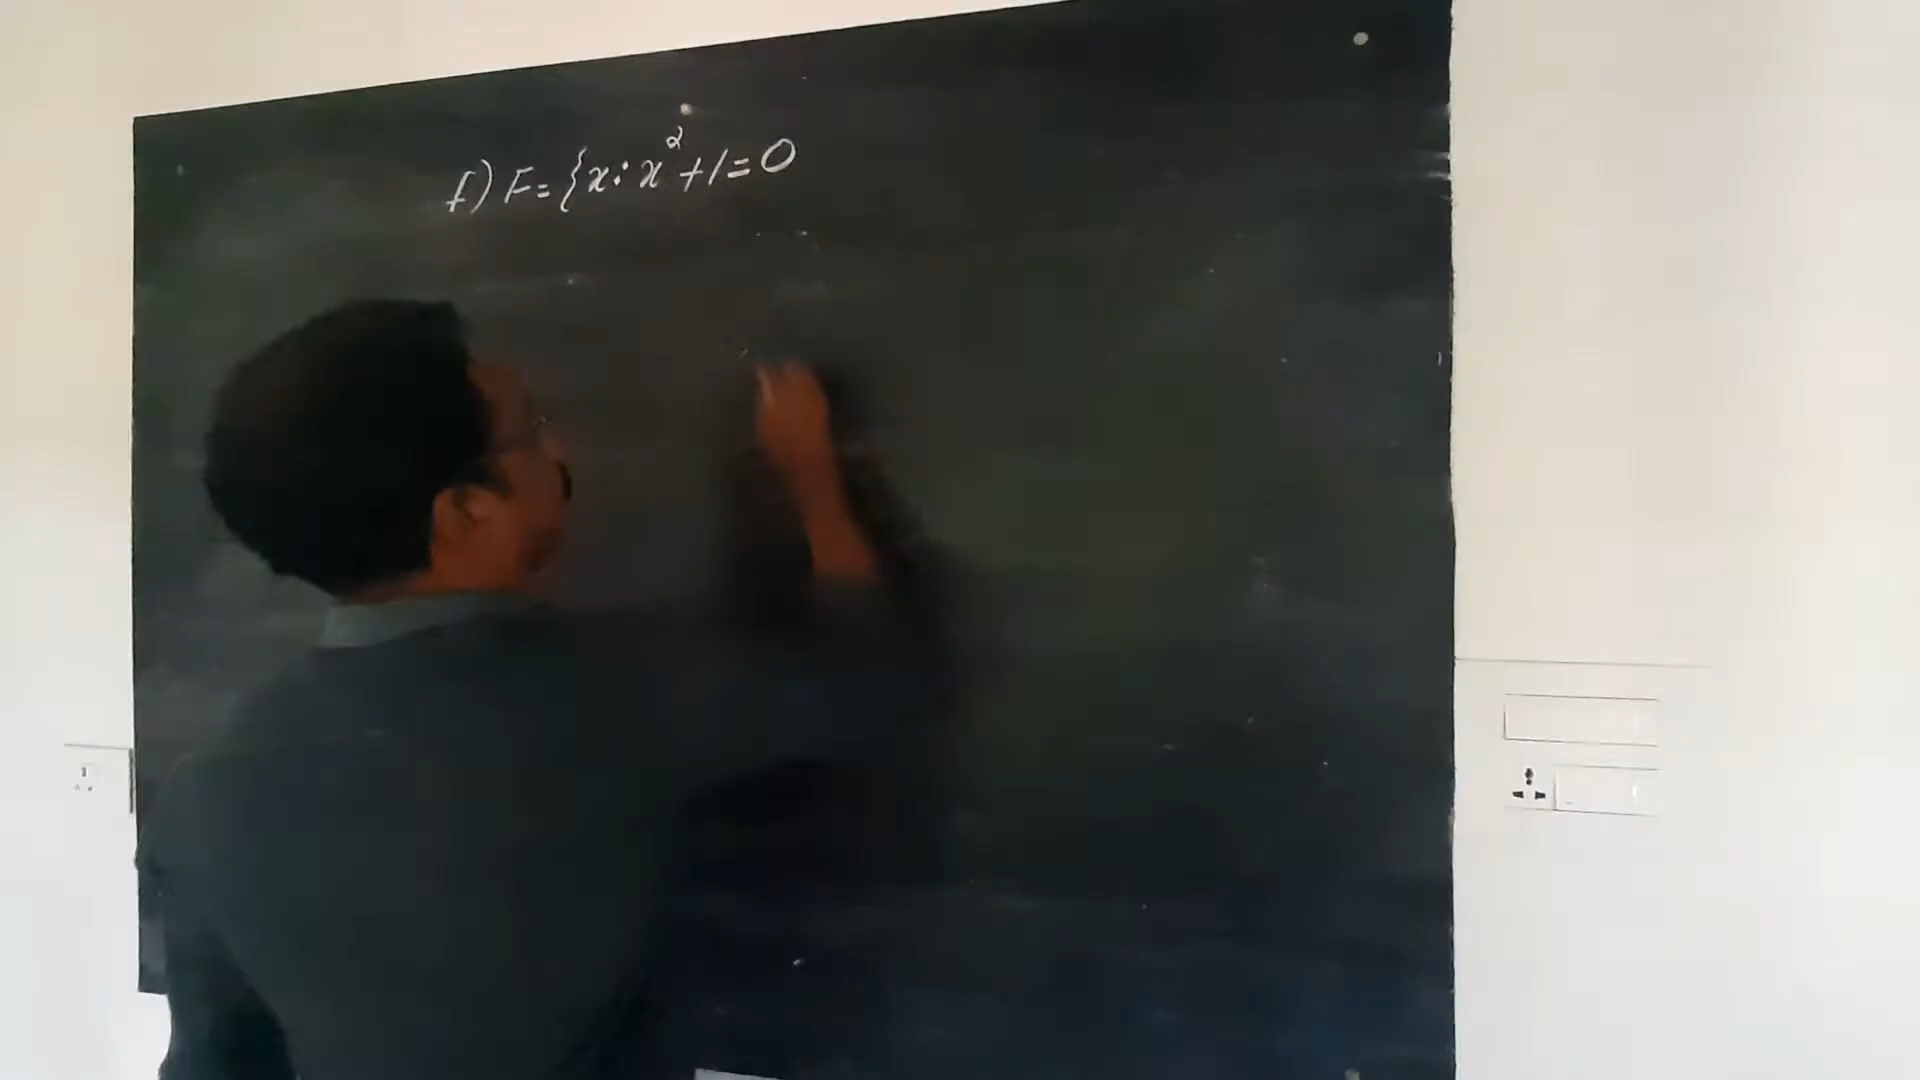 f) F = {x : x² + 1 = 0